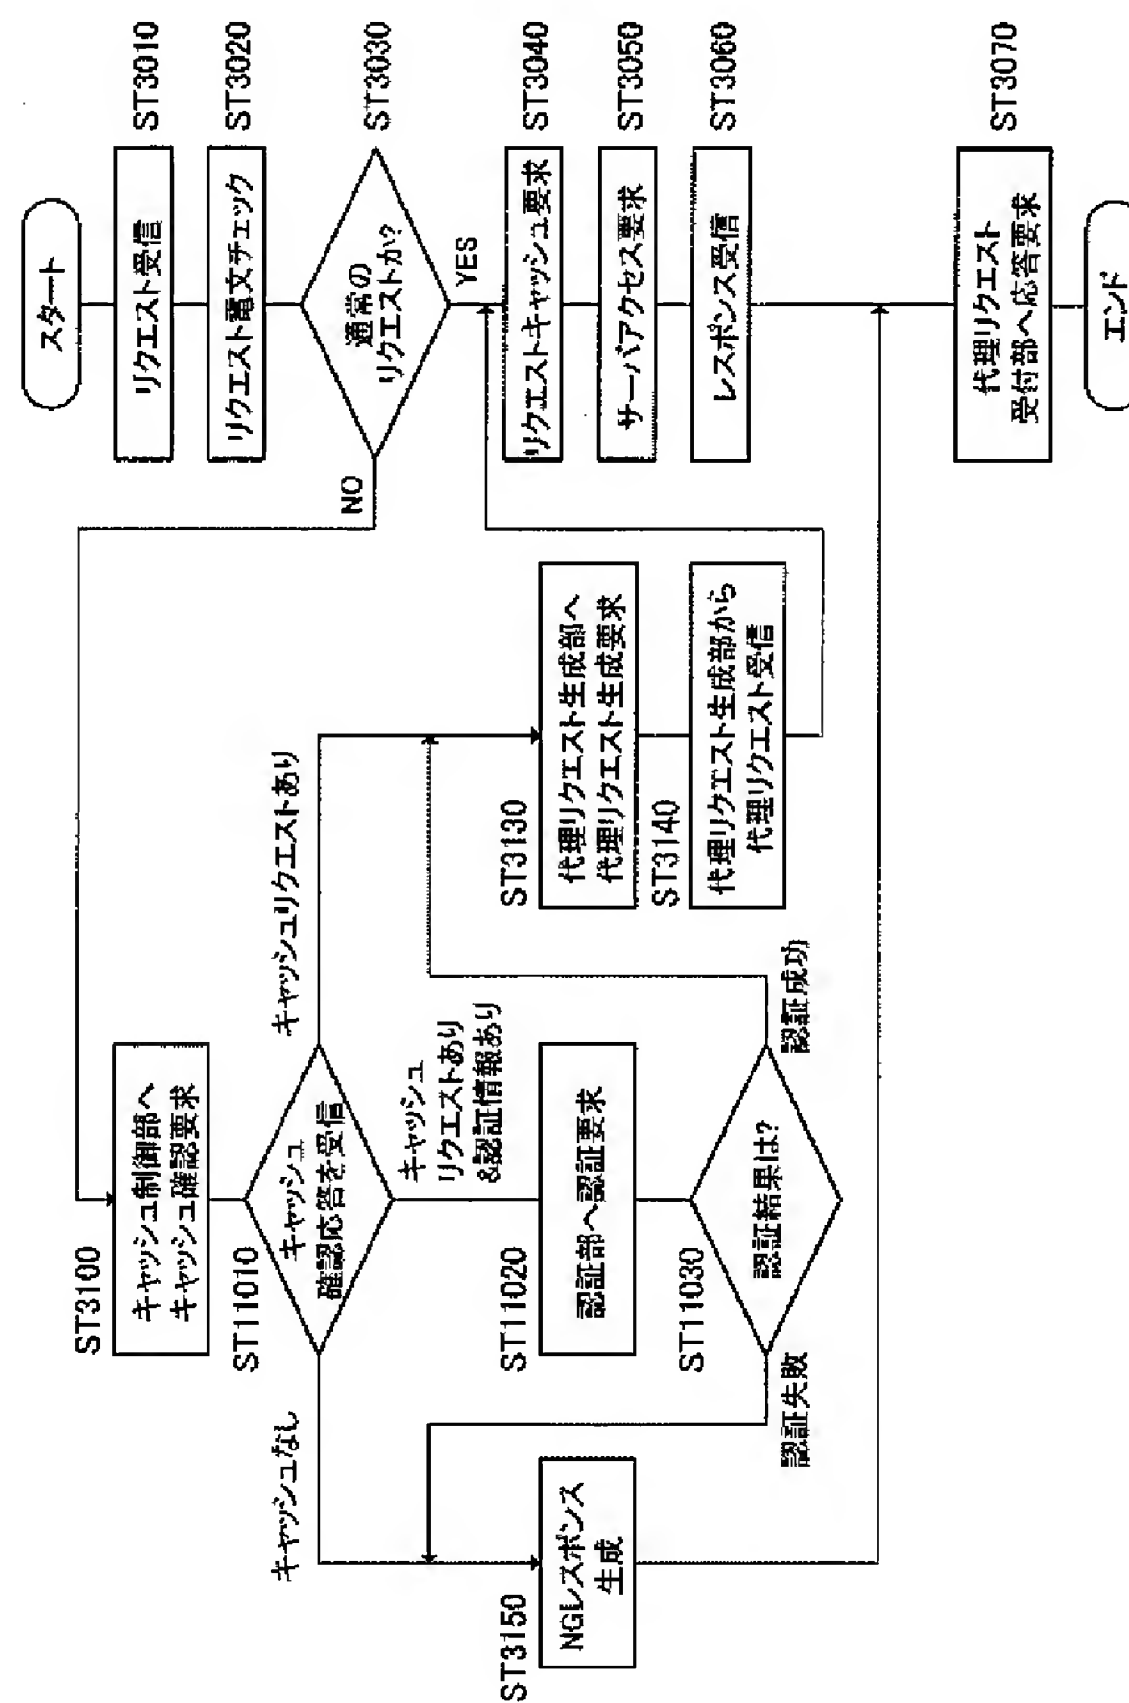 スタート
リクエスト受信
ST3010
リクエスト電文チェック
ST3020
通常の
リクエストか?
ST3030
YES
NO
リクエストキャッシュ要求
ST3040
サーバアクセス要求
ST3050
レスポンス受信
ST3060
代理リクエスト
受付部へ応答要求
ST3070
エンド
ST3100
キャッシュ制御部へ
キャッシュ確認要求
ST11010
キャッシュ
確認応答を受信
キャッシュなし
キャッシュリクエストあり
キャッシュ
リクエストあり
&認証情報あり
ST11020
認証部へ認証要求
ST11030
認証結果は?
認証失敗
認証成功
ST3130
代理リクエスト生成部へ
代理リクエスト生成要求
ST3140
代理リクエスト生成部から
代理リクエスト受信
ST3150
NGレスポンス
生成